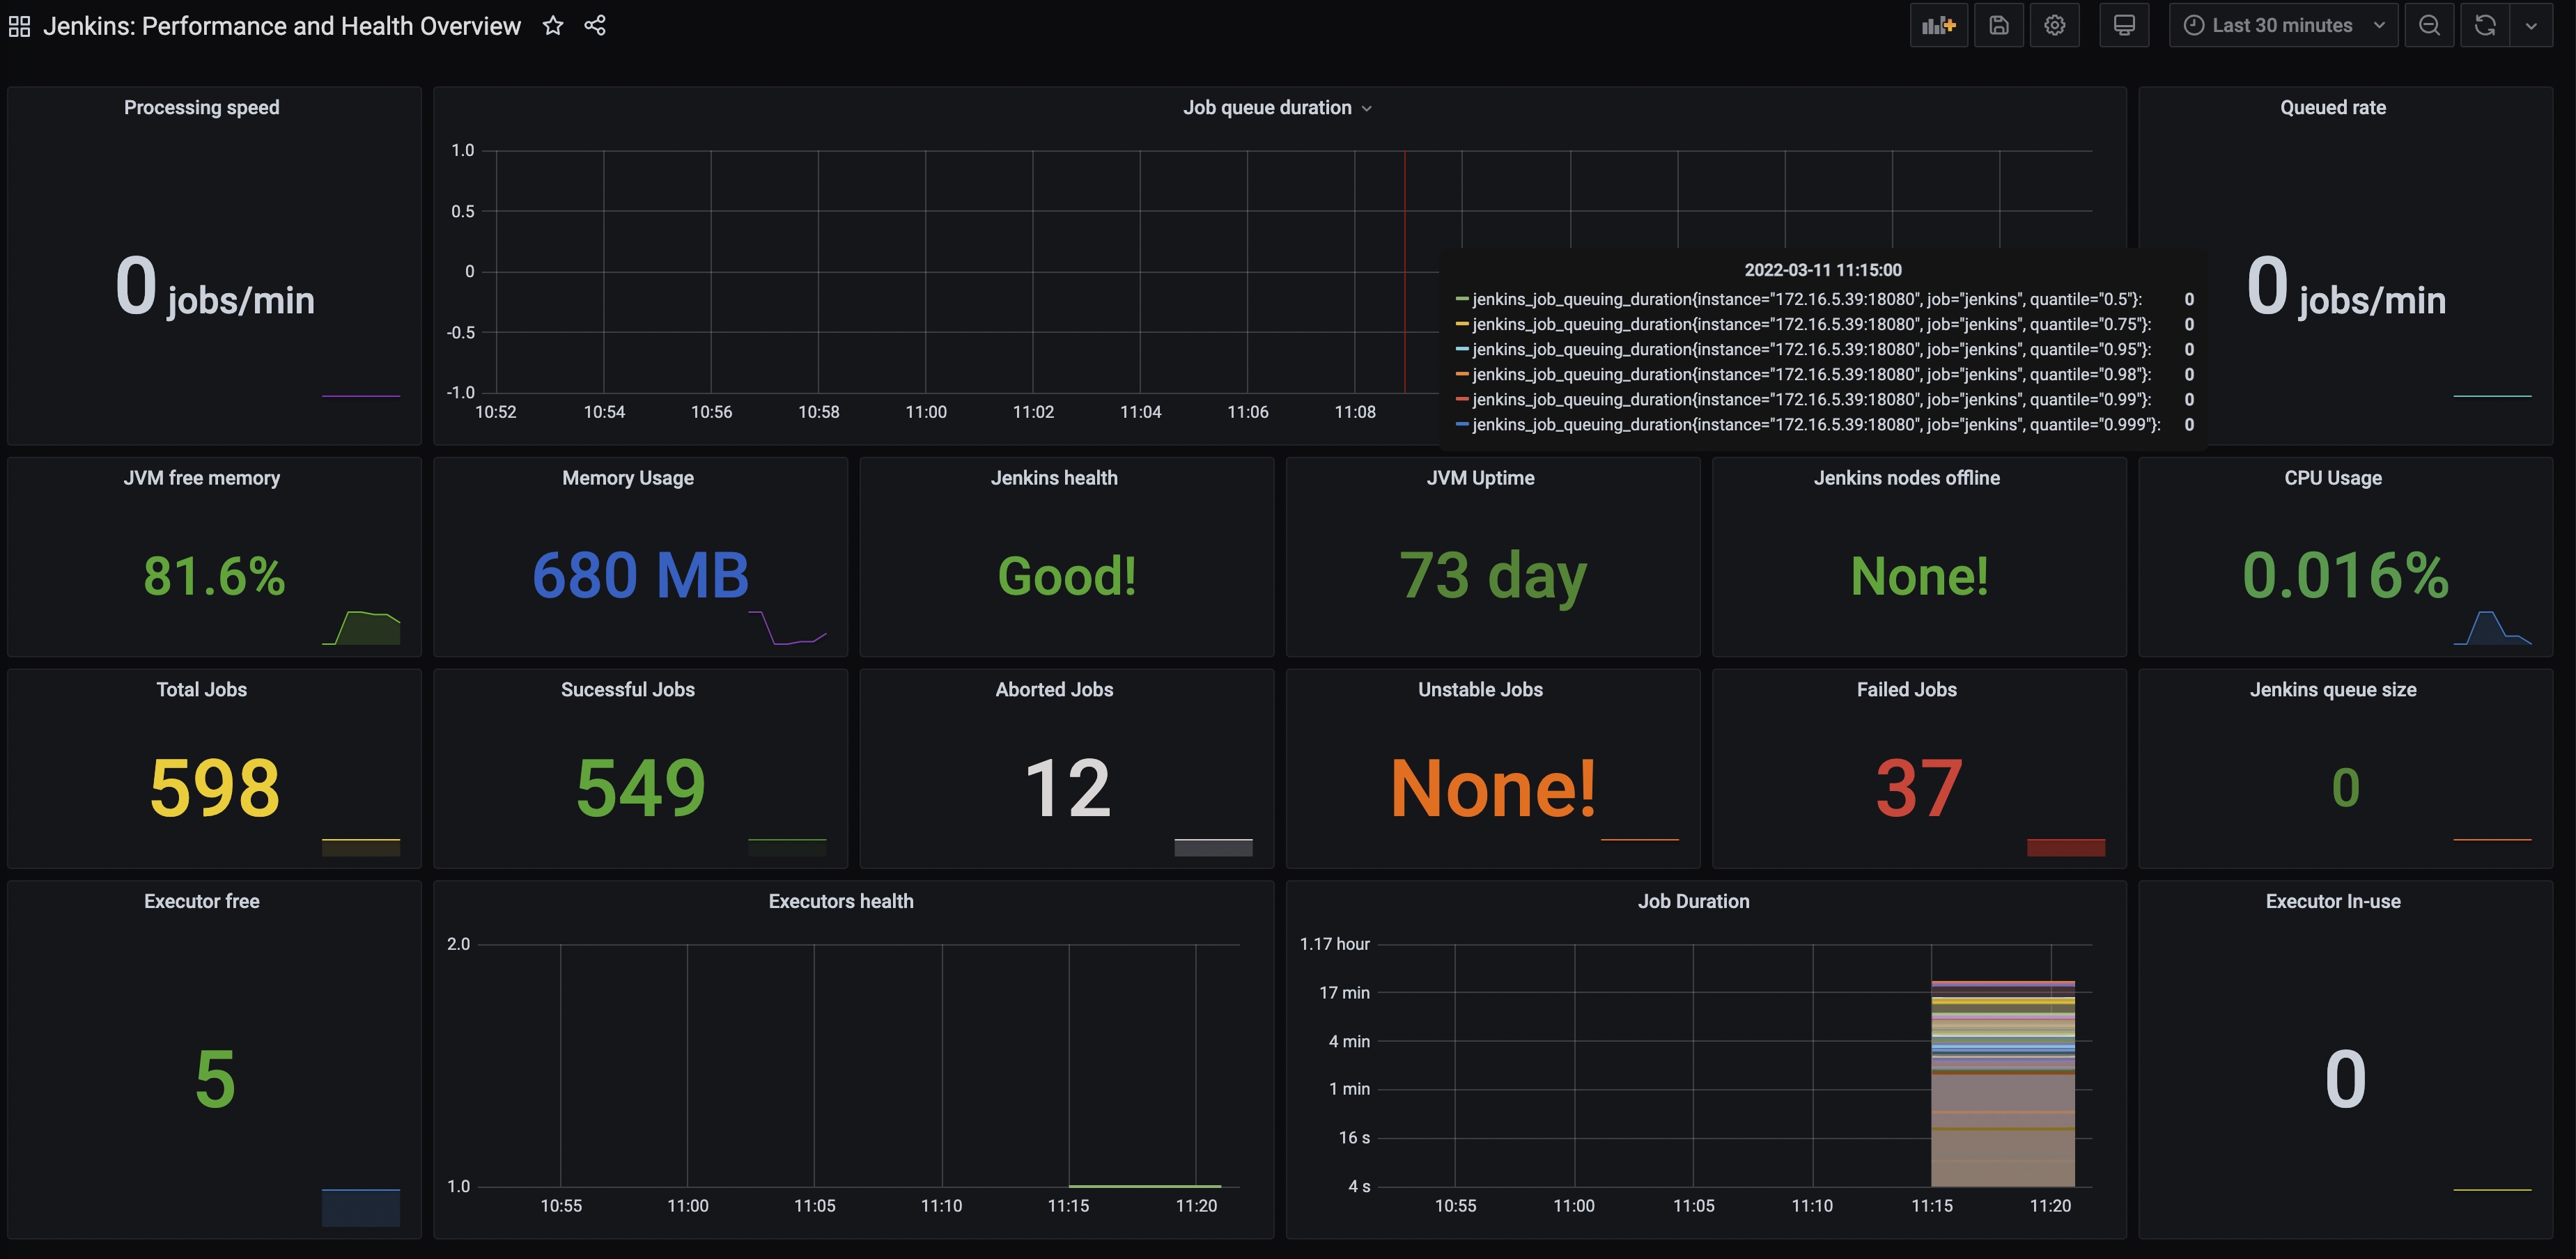 Jenkins: Performance and Health Overview
Last 30 minutes
Processing speed
0 jobs/min
Job queue duration
1.0
0.5
0
-0.5
-1.0
10:52 10:54 10:56 10:58 11:00 11:02 11:04 11:06 11:08
2022-03-11 11:15:00
jenkins_job_queuing_duration{instance="172.16.5.39:18080", job="jenkins", quantile="0.5"}: 0
jenkins_job_queuing_duration{instance="172.16.5.39:18080", job="jenkins", quantile="0.75"}: 0
jenkins_job_queuing_duration{instance="172.16.5.39:18080", job="jenkins", quantile="0.95"}: 0
jenkins_job_queuing_duration{instance="172.16.5.39:18080", job="jenkins", quantile="0.98"}: 0
jenkins_job_queuing_duration{instance="172.16.5.39:18080", job="jenkins", quantile="0.99"}: 0
jenkins_job_queuing_duration{instance="172.16.5.39:18080", job="jenkins", quantile="0.999"}: 0
Queued rate
0 jobs/min
JVM free memory
81.6%
Memory Usage
680 MB
Jenkins health
Good!
JVM Uptime
73 day
Jenkins nodes offline
None!
CPU Usage
0.016%
Total Jobs
598
Sucessful Jobs
549
Aborted Jobs
12
Unstable Jobs
None!
Failed Jobs
37
Jenkins queue size
0
Executor free
5
Executors health
2.0
1.0
10:55 11:00 11:05 11:10 11:15 11:20
Job Duration
1.17 hour
17 min
4 min
1 min
16 s
4 s
10:55 11:00 11:05 11:10 11:15 11:20
Executor In-use
0